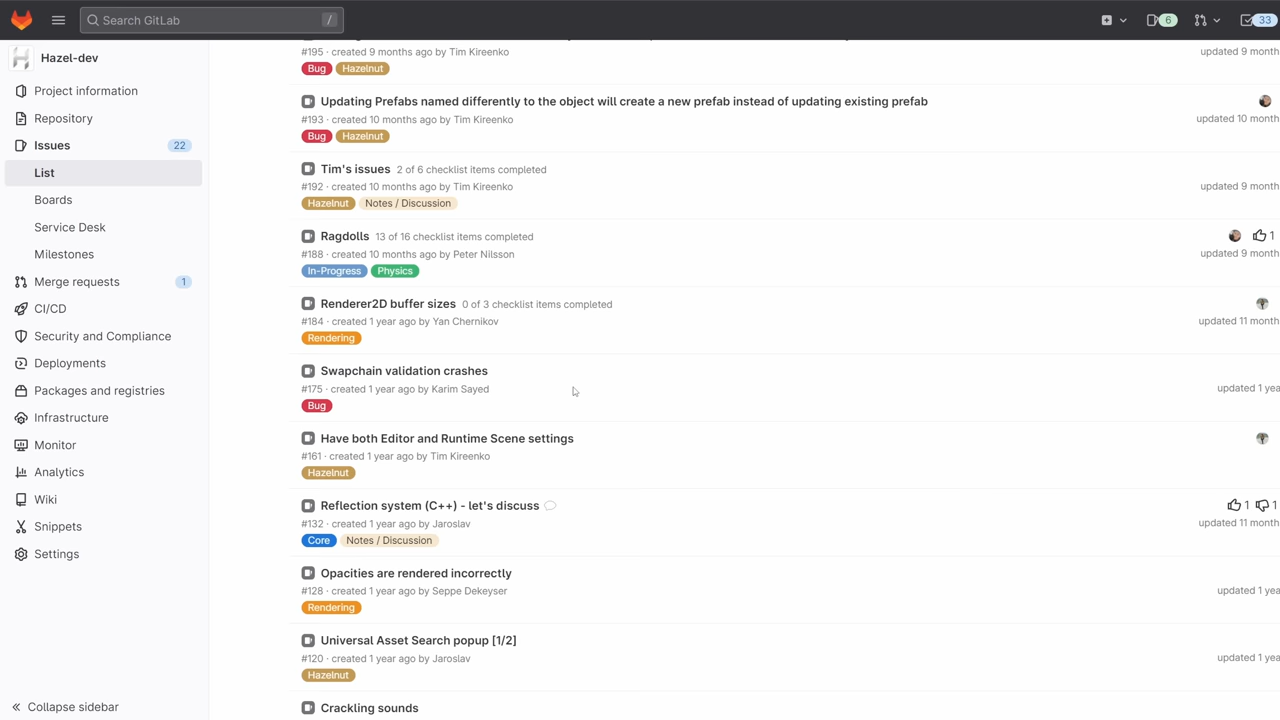 Search GitLab
/
6
33
Hazel-dev
Project information
Repository
Issues 22
List
Boards
Service Desk
Milestones
Merge requests 1
CI/CD
Security and Compliance
Deployments
Packages and registries
Infrastructure
Monitor
Analytics
Wiki
Snippets
Settings
Collapse sidebar
#195 · created 9 months ago by Tim Kireenko
updated 9 month
Bug Hazelnut
Updating Prefabs named differently to the object will create a new prefab instead of updating existing prefab
#193 · created 10 months ago by Tim Kireenko
updated 10 month
Bug Hazelnut
Tim's issues 2 of 6 checklist items completed
#192 · created 10 months ago by Tim Kireenko
updated 9 month
Hazelnut Notes / Discussion
Ragdolls 13 of 16 checklist items completed
1
#188 · created 10 months ago by Peter Nilsson
updated 9 month
In-Progress Physics
Renderer2D buffer sizes 0 of 3 checklist items completed
#184 · created 1 year ago by Yan Chernikov
updated 11 month
Rendering
Swapchain validation crashes
#175 · created 1 year ago by Karim Sayed
updated 1 yea
Bug
Have both Editor and Runtime Scene settings
#161 · created 1 year ago by Tim Kireenko
Hazelnut
Reflection system (C++) - let's discuss
1 1
#132 · created 1 year ago by Jaroslav
updated 11 month
Core Notes / Discussion
Opacities are rendered incorrectly
#128 · created 1 year ago by Seppe Dekeyser
updated 1 yea
Rendering
Universal Asset Search popup [1/2]
#120 · created 1 year ago by Jaroslav
updated 1 yea
Hazelnut
Crackling sounds